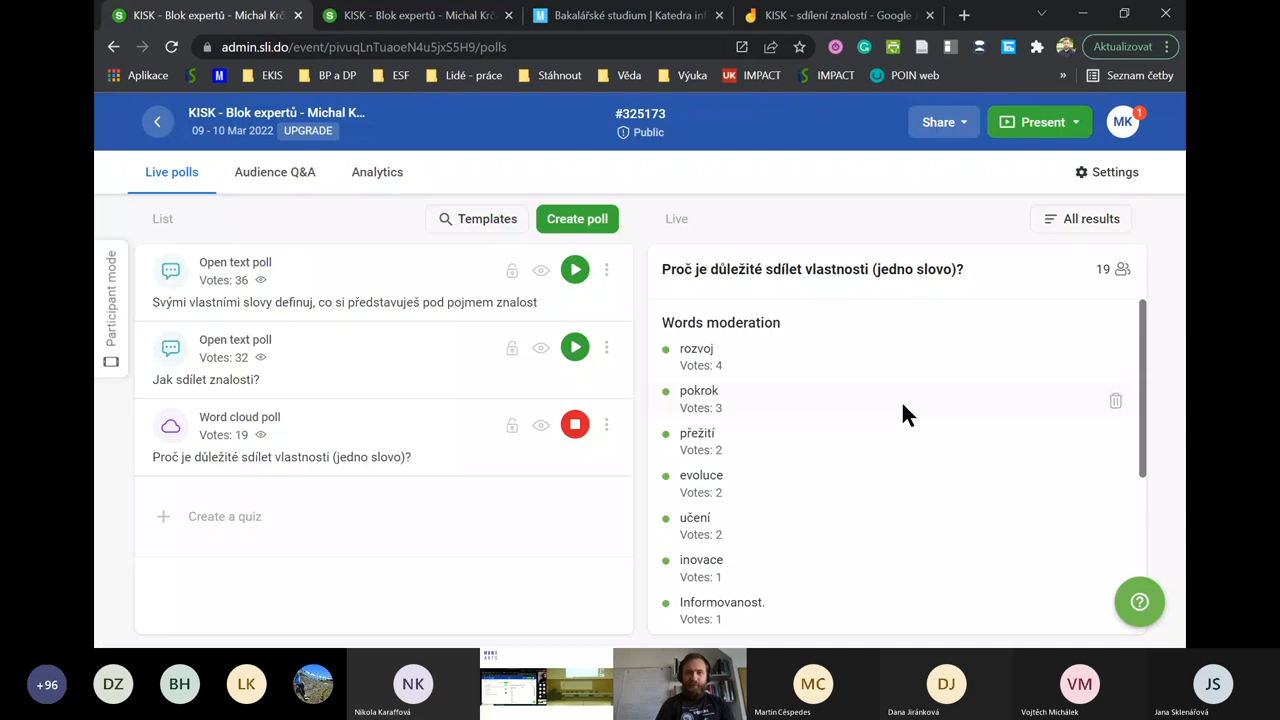 KISK - Blok expertů - Michal Krč
KISK - Blok expertů - Michal Krč
Bakalářské studium | Katedra inf
KISK - sdílení znalostí - Google
admin.sli.do/event/pivuqLnTuaoeN4u5jxS5H9/polls
Aktualizovat
Aplikace
EKIS
BP a DP
ESF
Lidé - práce
Stáhnout
Věda
Výuka
UK IMPACT
IMPACT
POIN web
»
Seznam četby
KISK - Blok expertů - Michal K...
09 - 10 Mar 2022 UPGRADE
#325173
Public
Share
Present
MK
1
Live polls
Audience Q&A
Analytics
Settings
List
Templates
Create poll
Live
All results
Participant mode
Open text poll
Votes: 36
Svými vlastními slovy definuj, co si představuješ pod pojmem znalost
Open text poll
Votes: 32
Jak sdílet znalosti?
Word cloud poll
Votes: 19
Proč je důležité sdílet vlastnosti (jedno slovo)?
Create a quiz
Proč je důležité sdílet vlastnosti (jedno slovo)?
19
Words moderation
rozvoj
Votes: 4
pokrok
Votes: 3
přežití
Votes: 2
evoluce
Votes: 2
učení
Votes: 2
inovace
Votes: 1
Informovanost.
Votes: 1
+96
DZ
BH
LK
NK
Nikola Karaffová
MUNI
ARTS
MC
Martin Céspedes
DJ
Dana Jiránková
VM
Vojtěch Michálek
JS
Jana Sklenářová